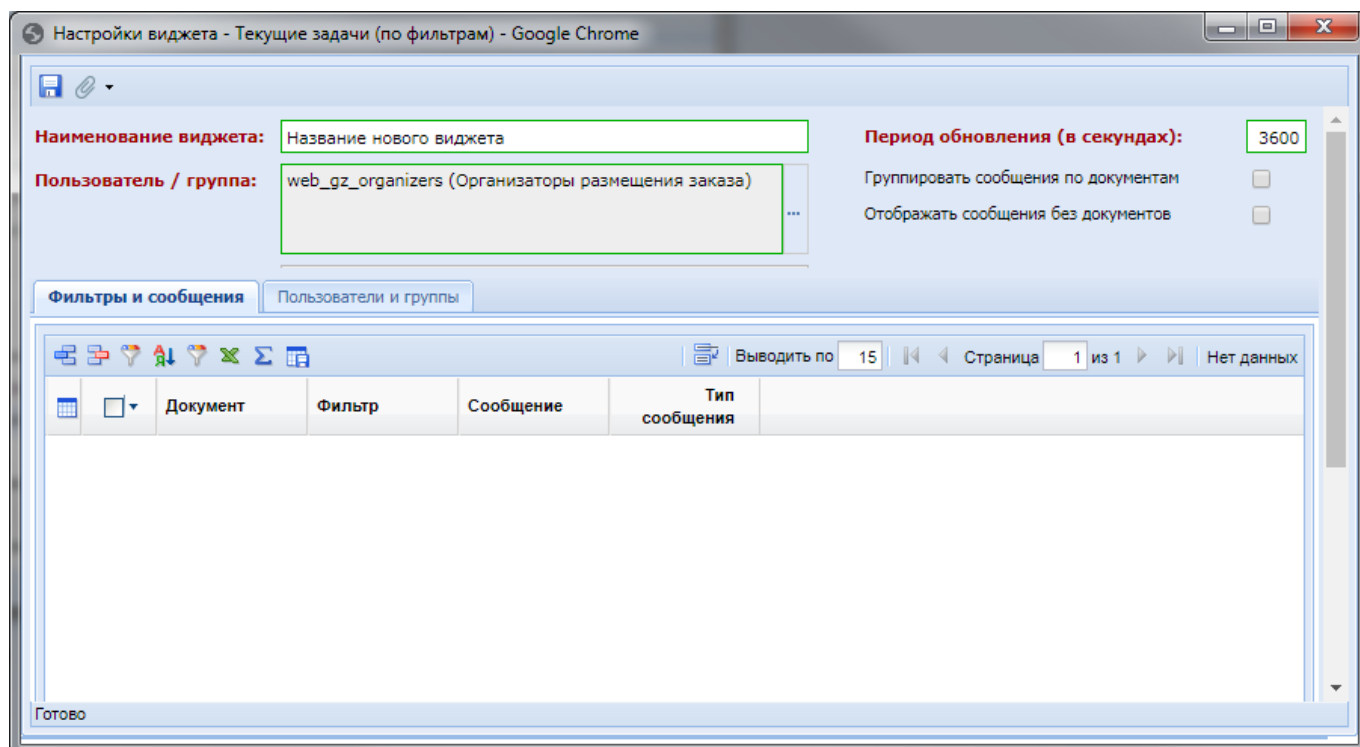 Настройки виджета - Текущие задачи (по фильтрам) - Google Chrome
Наименование виджета: Название нового виджета Период обновления (в секундах): 3600
Пользователь / группа: web_gz_organizers (Организаторы размещения заказа) Группировать сообщения по документам
... Отображать сообщения без документов
Фильтры и сообщения Пользователи и группы
Выводить по 15 Страница 1 из 1 Нет данных
Документ Фильтр Сообщение Тип сообщения
Готово